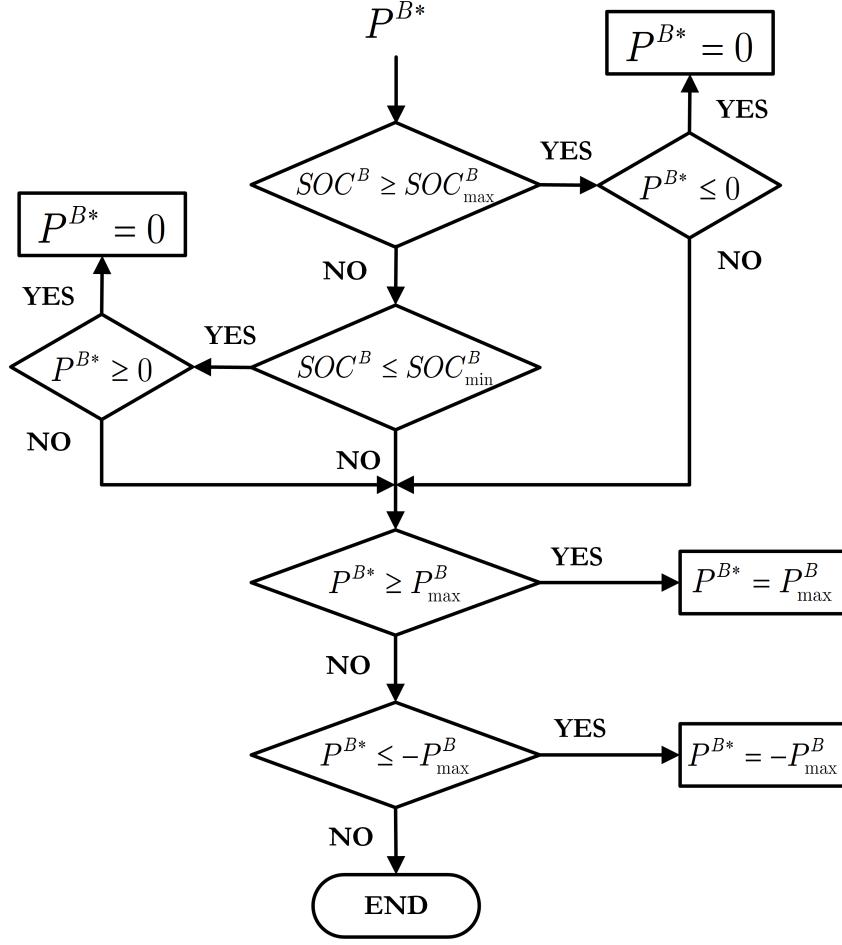 P^{B*}
P^{B*} = 0
YES
SOC^B ≥ SOC^B_max
YES
P^{B*} ≤ 0
NO
NO
P^{B*} = 0
YES
P^{B*} ≥ 0
YES
SOC^B ≤ SOC^B_min
NO
NO
P^{B*} ≥ P^B_max
YES
P^{B*} = P^B_max
NO
P^{B*} ≤ –P^B_max
YES
P^{B*} = –P^B_max
NO
END